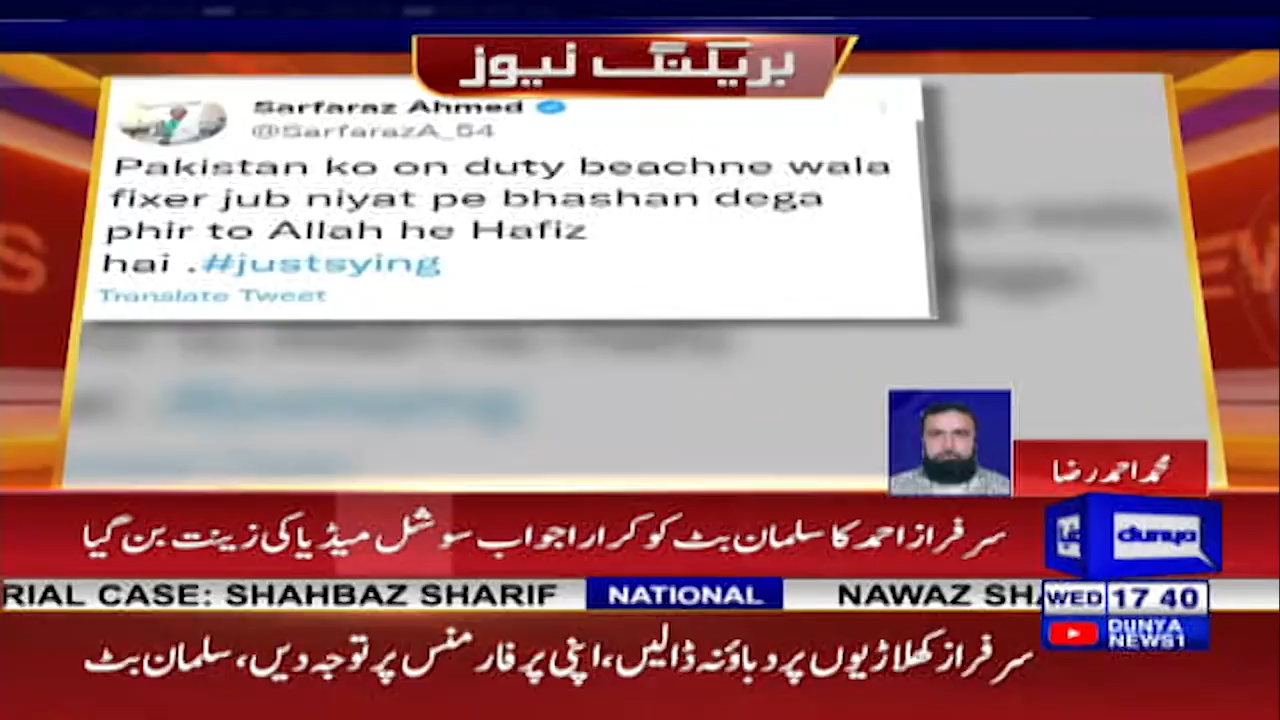 بریکنگ نیوز
Sarfaraz Ahmed
@SarfarazA_54
Pakistan ko on duty beachne wala
fixer jub niyat pe bhashan dega
phir to Allah he Hafiz
hai .#justsying
Translate Tweet
محمد احمد رضا
سرفراز احمد کا سلمان بٹ کو کرارا جواب سوشل میڈیا کی زینت بن گیا
dunya
RIAL CASE: SHAHBAZ SHARIF NATIONAL NAWAZ SHA
WED 17 40
DUNYA
NEWS1
سرفراز کھلاڑیوں پر دباؤ نہ ڈالیں، اپنی پرفارمنس پر توجہ دیں، سلمان بٹ